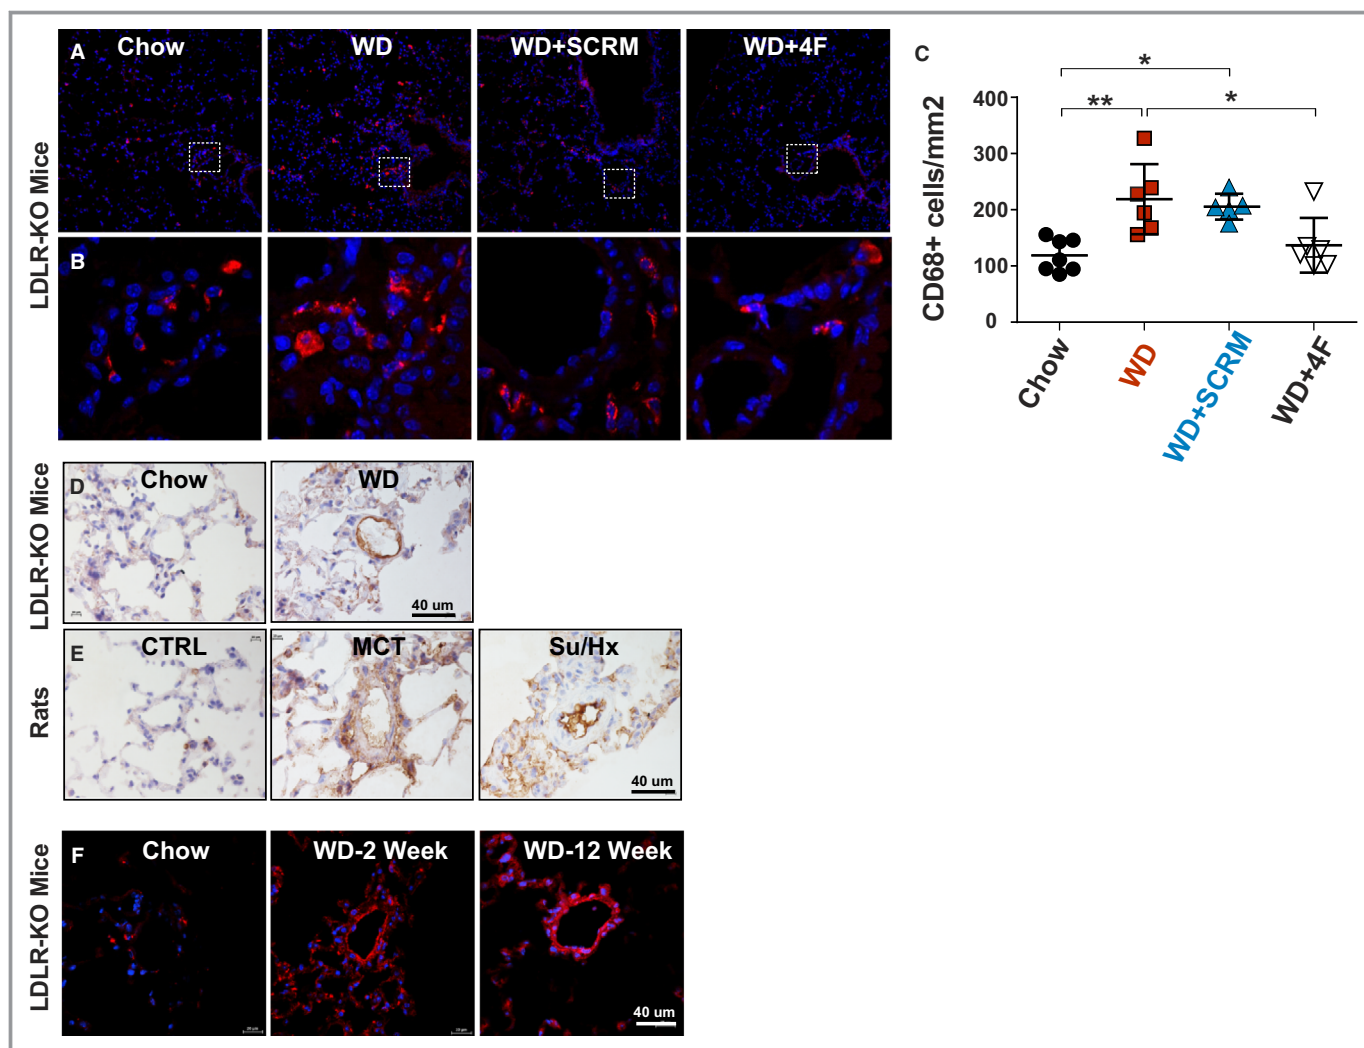 A
Chow
WD
WD+SCRM
WD+4F
B
LDLR-KO Mice
C
CD68+ cells/mm2
400
300
200
100
0
*
**
*
Chow
WD
WD+SCRM
WD+4F
LDLR-KO Mice
D
Chow
WD
40 um
Rats
E
CTRL
MCT
Su/Hx
40 um
LDLR-KO Mice
F
Chow
WD-2 Week
WD-12 Week
40 um